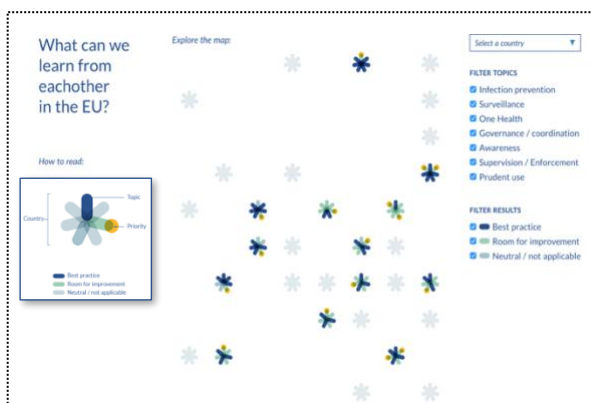 What can we
learn from
eachother
in the EU?
Explore the map:
How to read:
Topic
Country
Priority
Best practice
Room for improvement
Neutral / not applicable
Select a country
FILTER TOPICS
Infection prevention
Surveillance
One Health
Governance / coordination
Awareness
Supervision / Enforcement
Prudent use
FILTER RESULTS
Best practice
Room for improvement
Neutral / not applicable